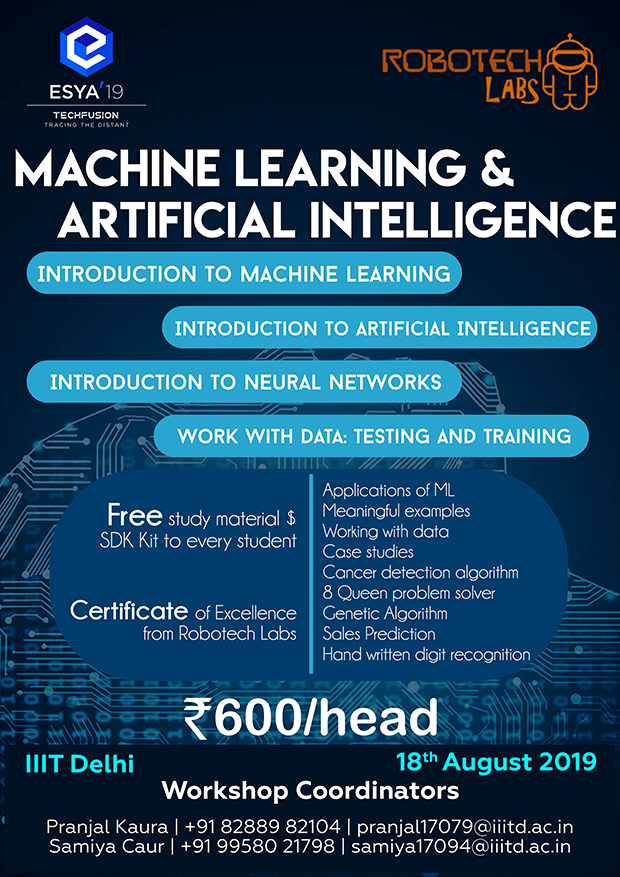 ESYA'19
TECHFUSION
TRACING THE DISTANT
ROBOTECH
LABS
MACHINE LEARNING &
ARTIFICIAL INTELLIGENCE
INTRODUCTION TO MACHINE LEARNING
INTRODUCTION TO ARTIFICIAL INTELLIGENCE
INTRODUCTION TO NEURAL NETWORKS
WORK WITH DATA: TESTING AND TRAINING
Free study material $
SDK Kit to every student
Certificate of Excellence
from Robotech Labs
Applications of ML
Meaningful examples
Working with data
Case studies
Cancer detection algorithm
8 Queen problem solver
Genetic Algorithm
Sales Prediction
Hand written digit recognition
₹600/head
IIIT Delhi
18th August 2019
Workshop Coordinators
Pranjal Kaura | +91 82889 82104 | pranjal17079@iiitd.ac.in
Samiya Caur | +91 99580 21798 | samiya17094@iiitd.ac.in